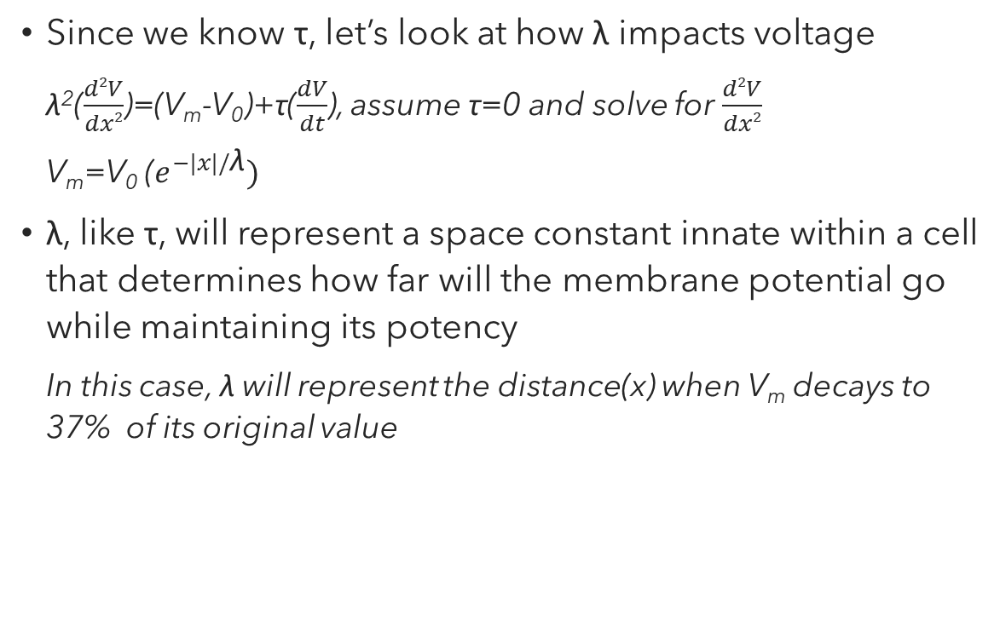 • Since we know τ, let’s look at how λ impacts voltage
λ²(d²V/dx²)=(Vₘ-V₀)+τ(dV/dt), assume τ=0 and solve for d²V/dx²
Vₘ=V₀ (e^(−|x|/λ))
• λ, like τ, will represent a space constant innate within a cell
that determines how far will the membrane potential go
while maintaining its potency
In this case, λ will represent the distance(x) when Vₘ decays to
37% of its original value